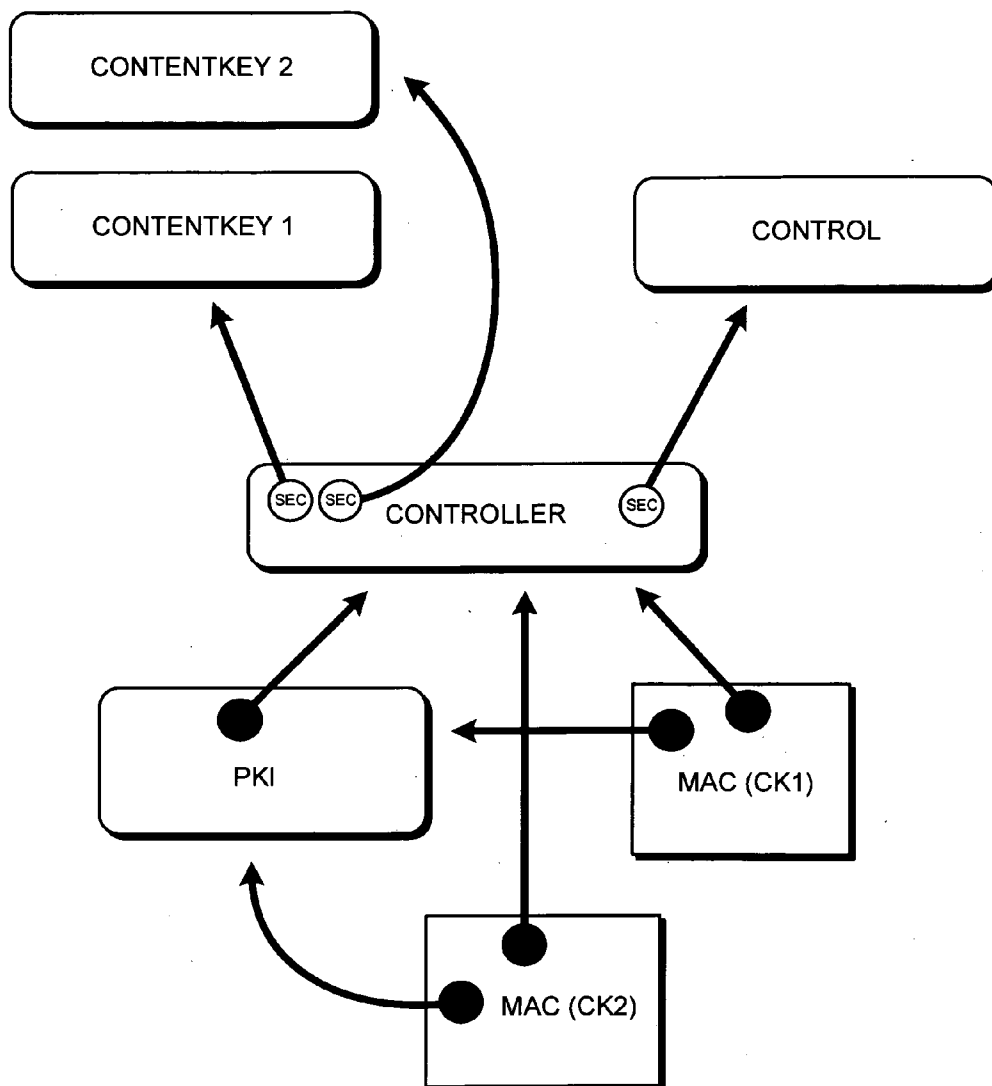 CONTENTKEY 2
CONTENTKEY 1
CONTROL
SEC SEC SEC
CONTROLLER
PKI
MAC (CK1)
MAC (CK2)